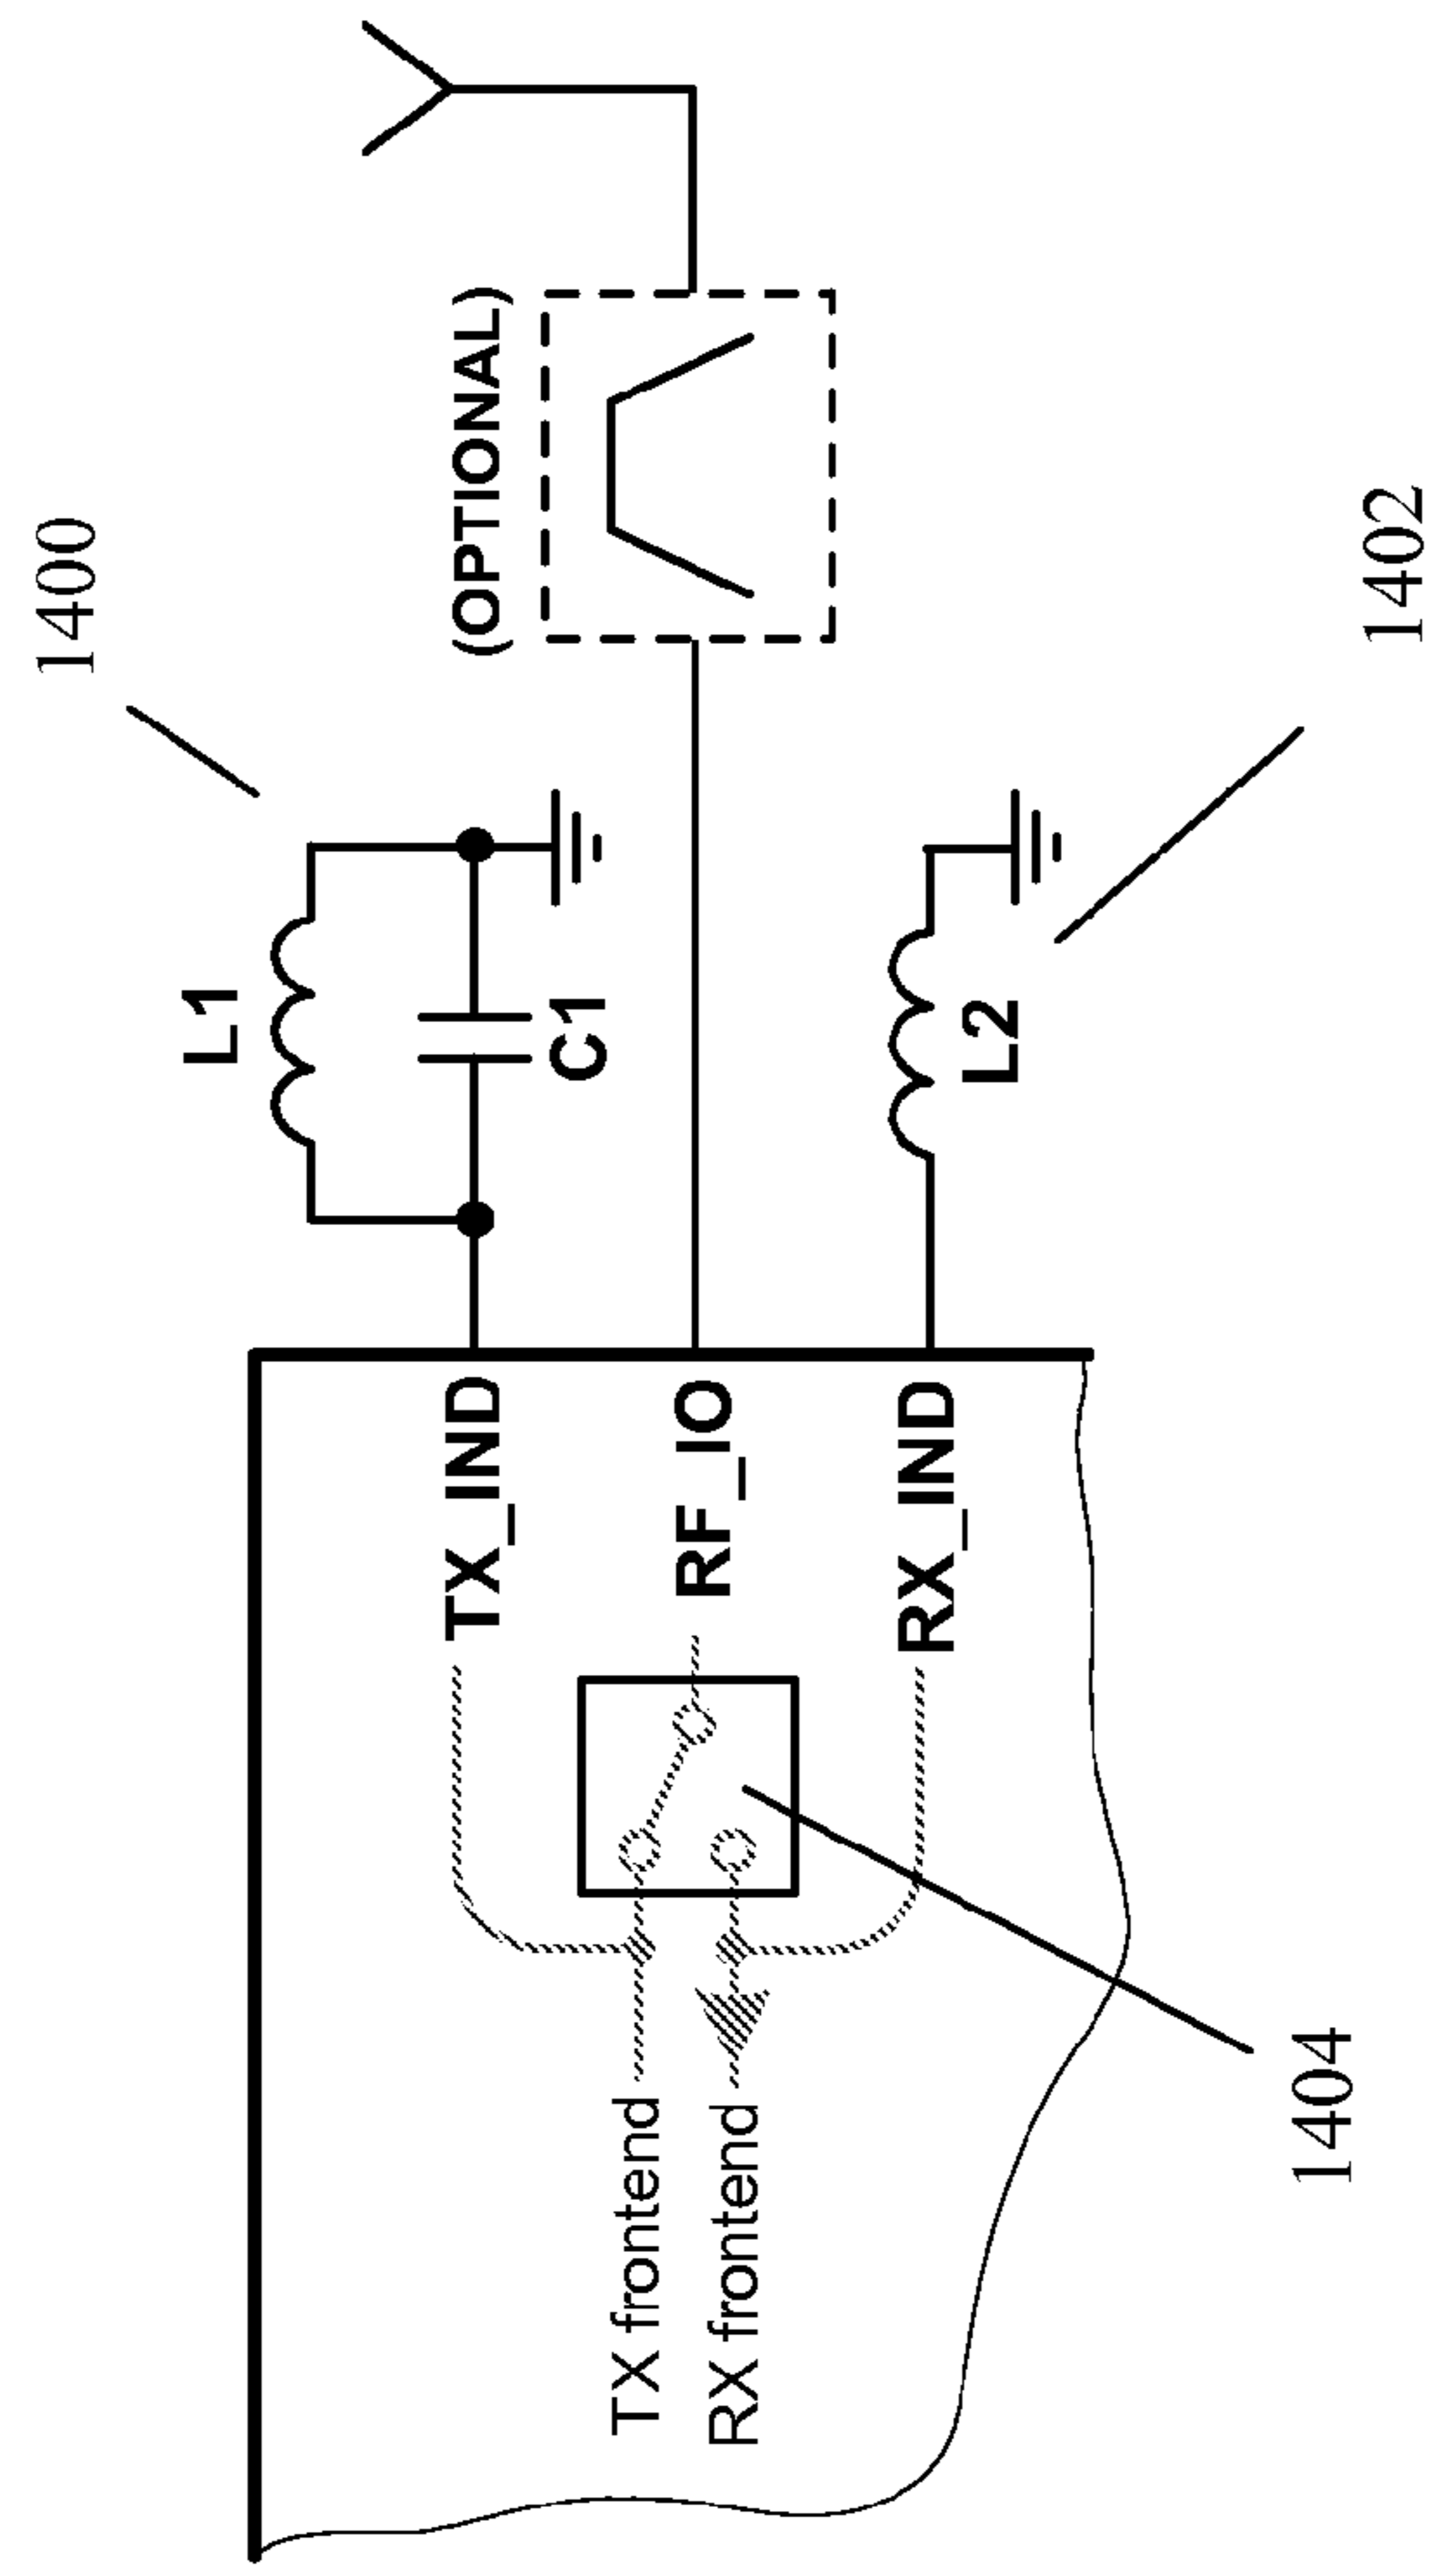 1400
L1
C1
(OPTIONAL)
TX_IND
RF_IO
RX_IND
L2
1402
TX frontend
RX frontend
1404